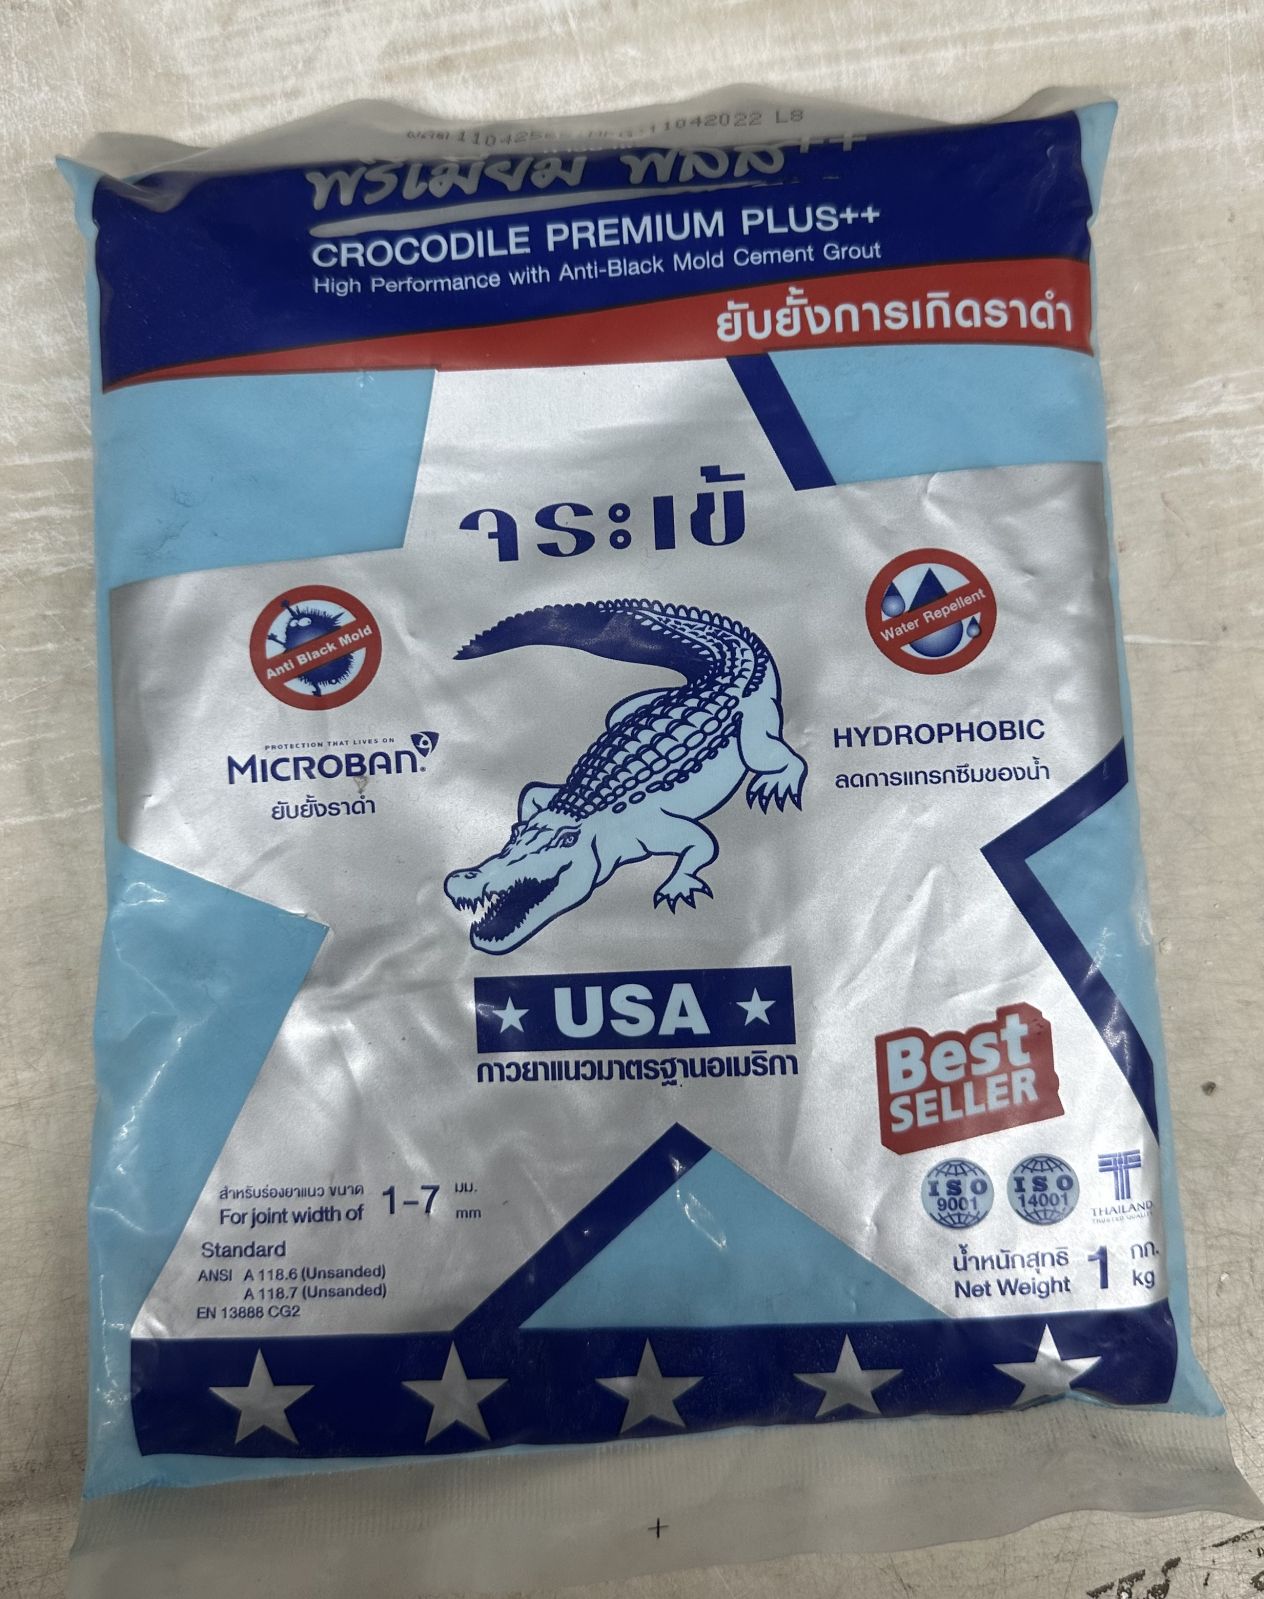 11042022 L8
พรีเมียม พลัส++
CROCODILE PREMIUM PLUS++
High Performance with Anti-Black Mold Cement Grout
ยับยั้งการเกิดราดำ
จระเข้
Anti Black Mold
Water Repellent
PROTECTION THAT LIVES ON
MICROBAN®
ยับยั้งราดำ
HYDROPHOBIC
ลดการแทรกซึมของน้ำ
USA
กาวยาแนวมาตรฐานอเมริกา
Best
SELLER
สำหรับร่องยาแนว ขนาด 1-7 มม.
For joint width of mm
Standard
ANSI A 118.6 (Unsanded)
A 118.7 (Unsanded)
EN 13888 CG2
ISO 9001
ISO 14001
THAILAND
TRUSTED QUALITY
น้ำหนักสุทธิ 1 กก.
Net Weight kg